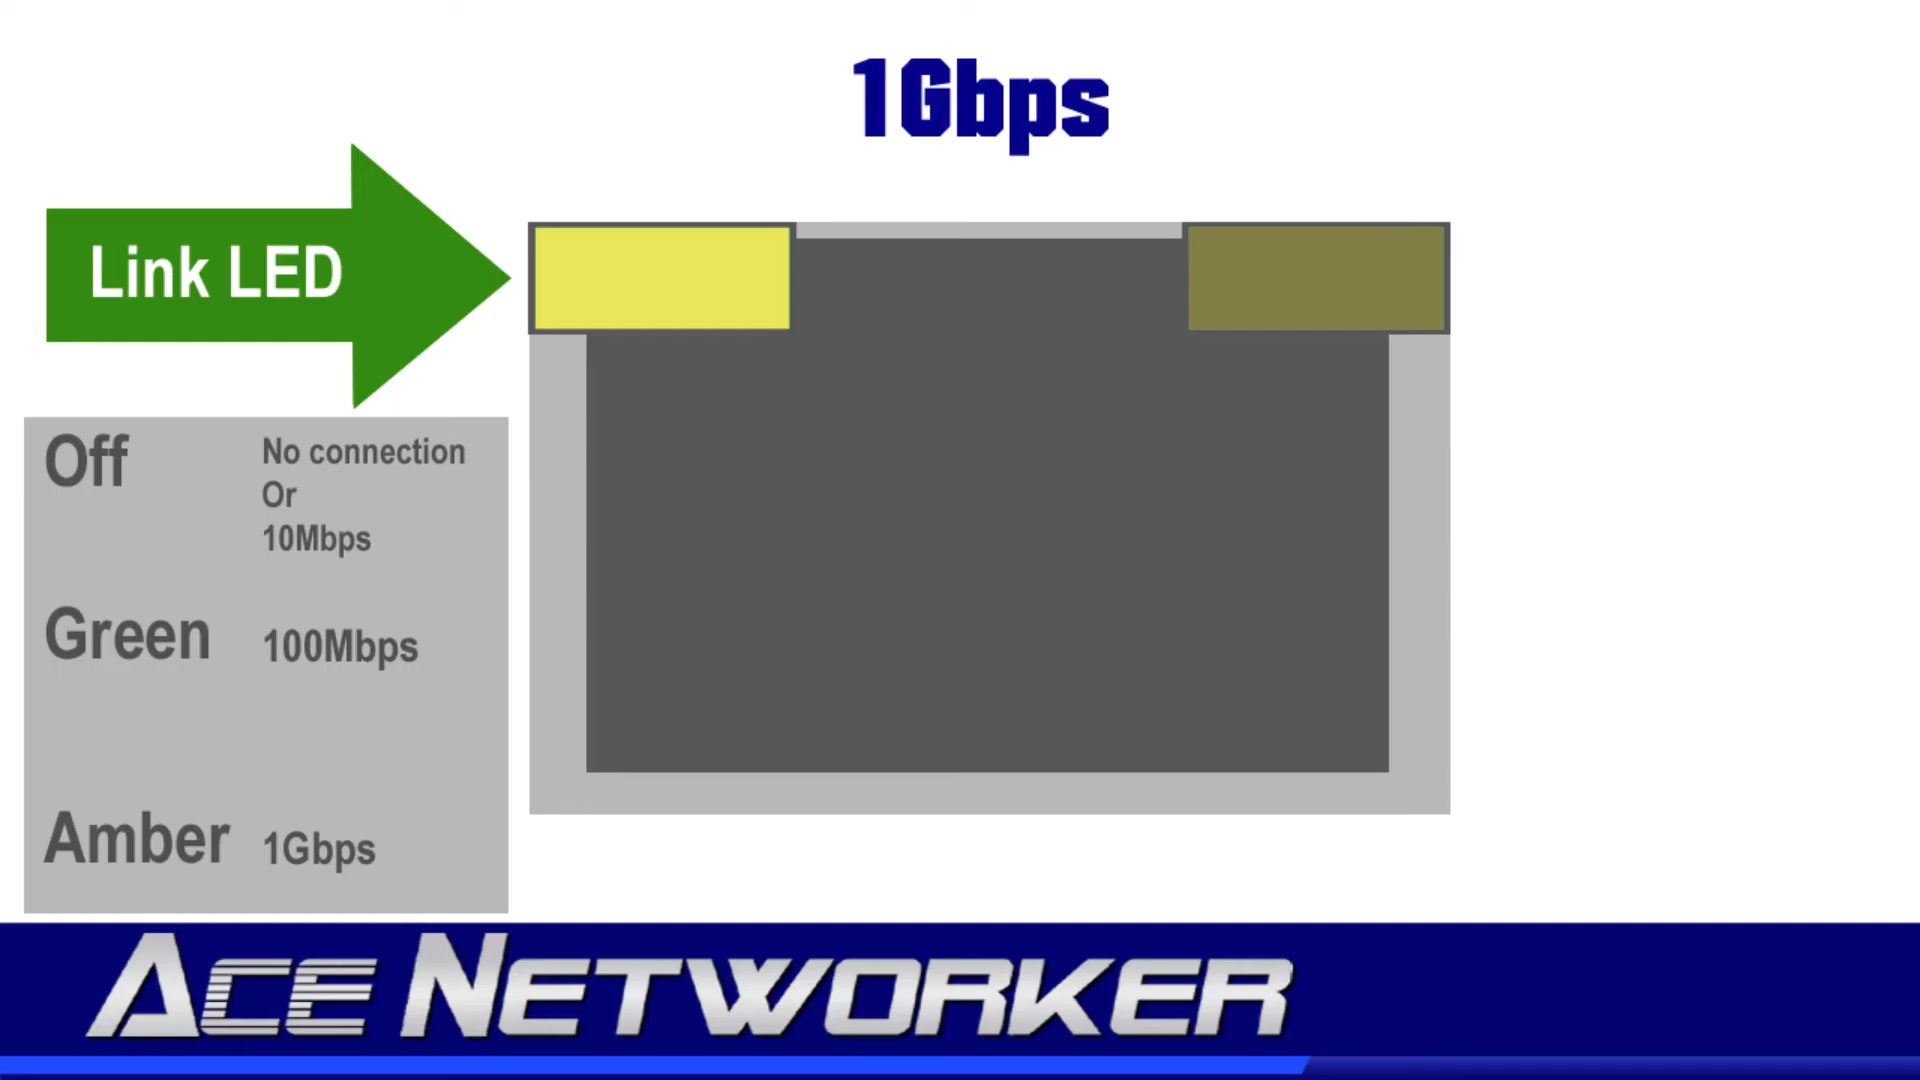 1Gbps
Link LED
Off No connection
Or
10Mbps
Green 100Mbps
Amber 1Gbps
ACE NETWORKER